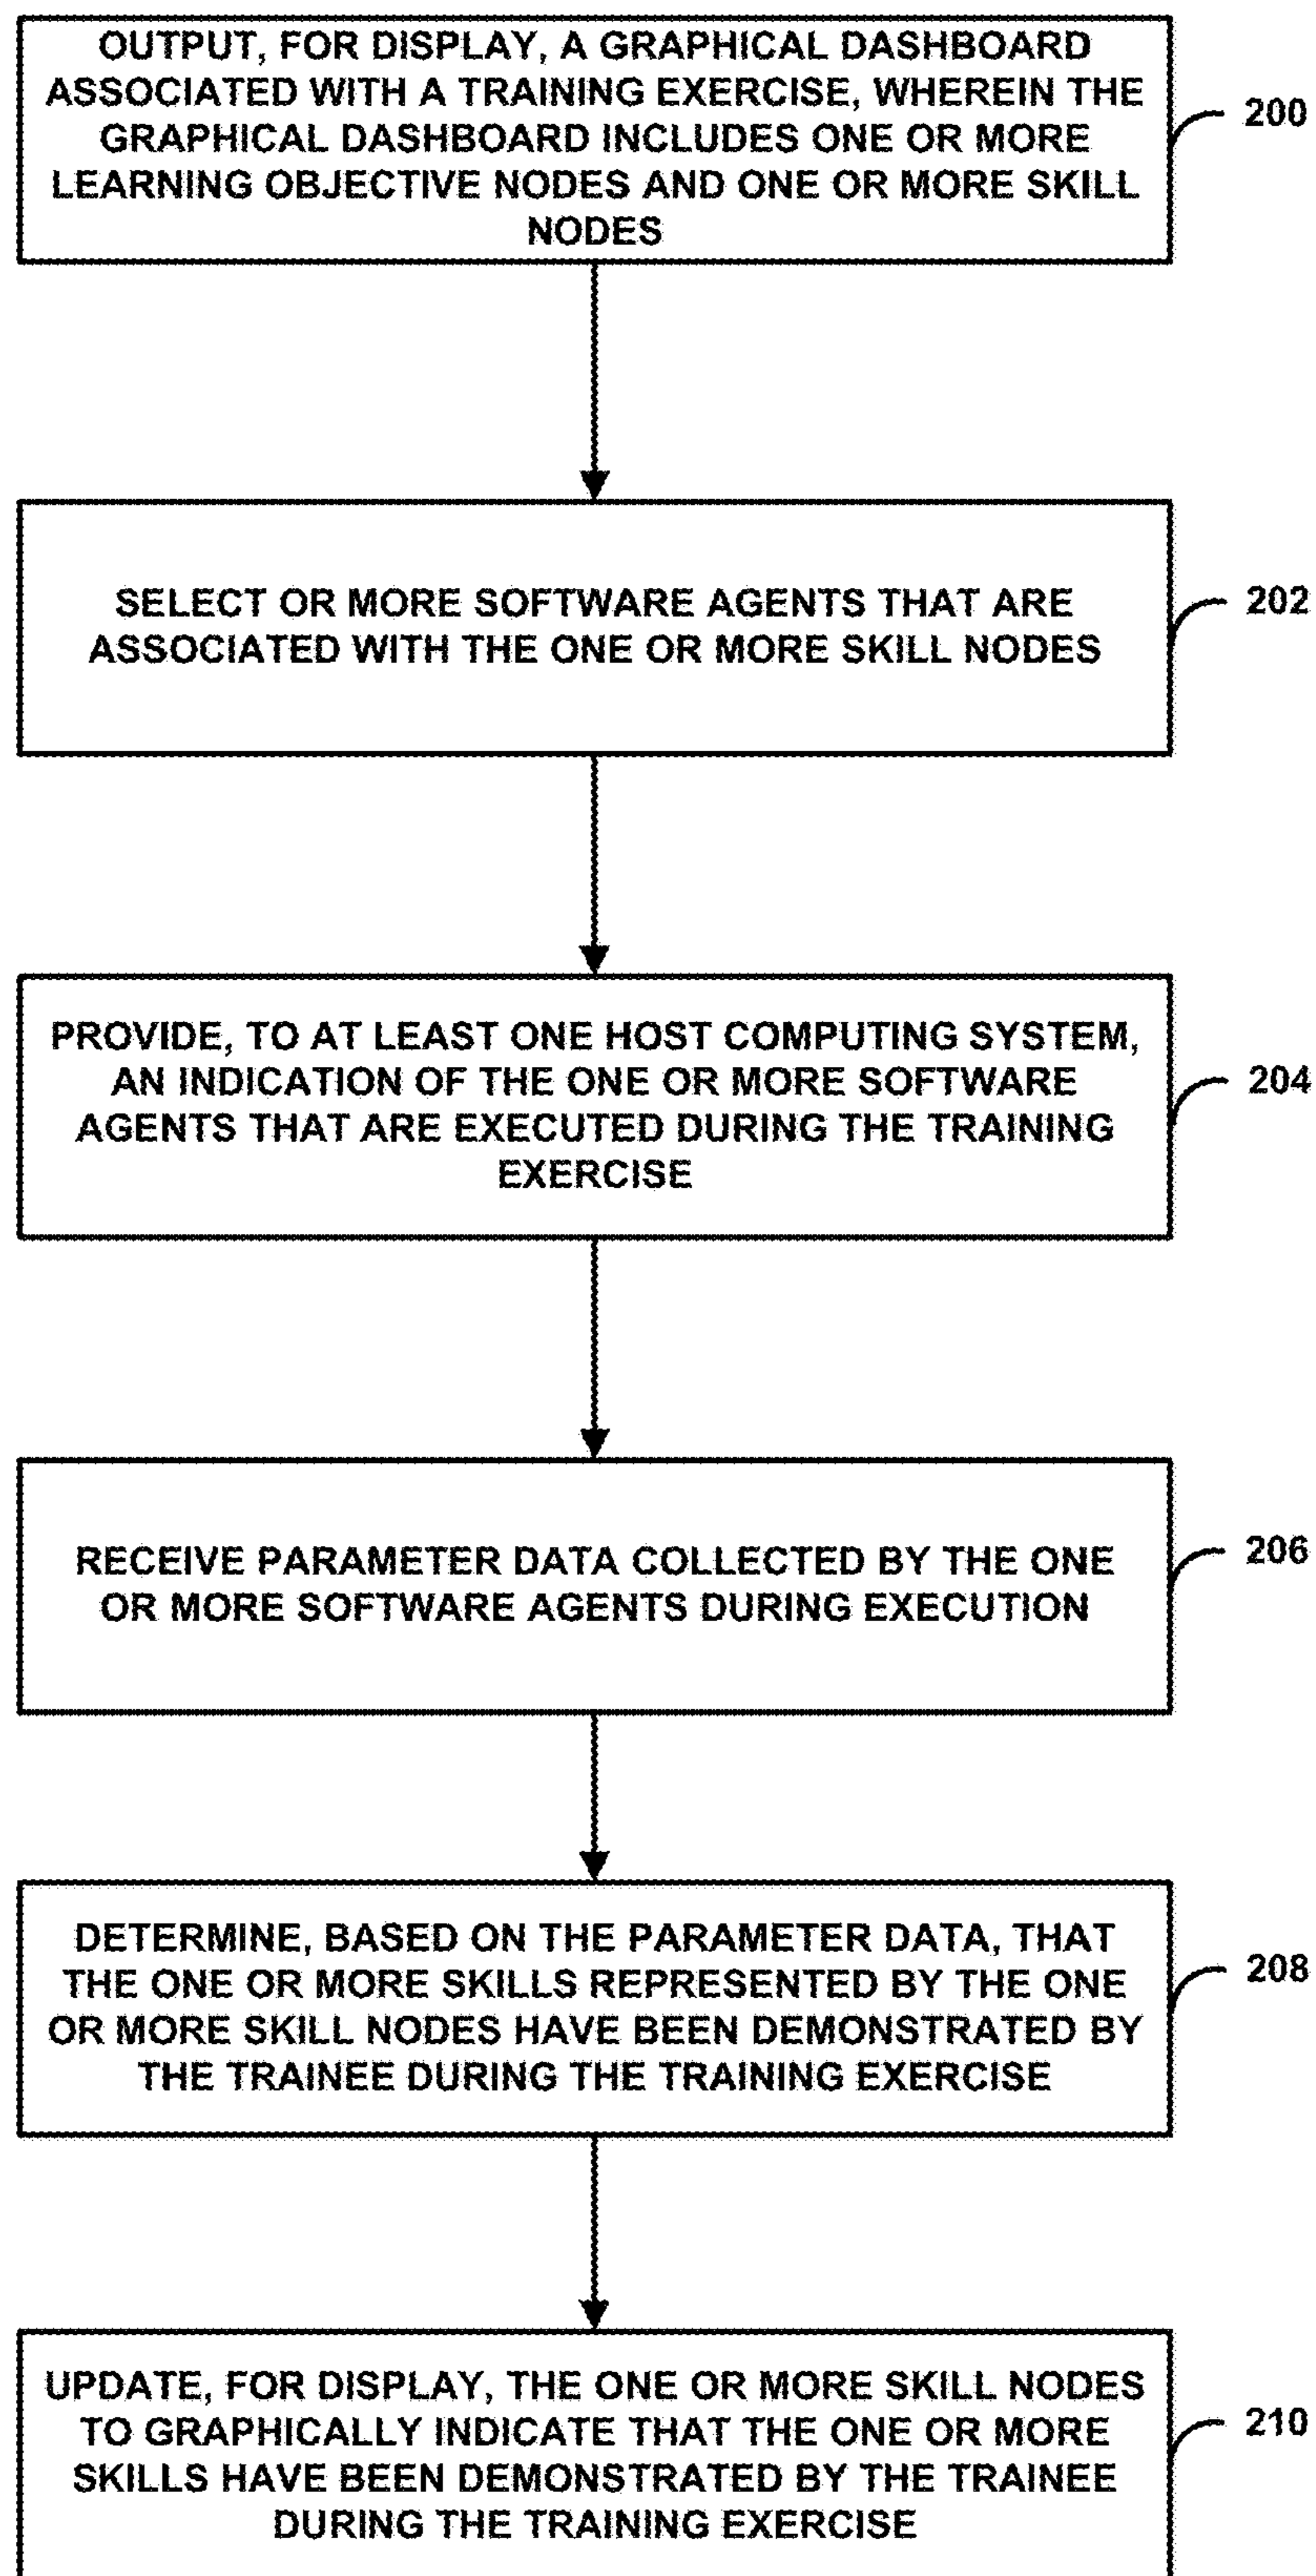 OUTPUT, FOR DISPLAY, A GRAPHICAL DASHBOARD
ASSOCIATED WITH A TRAINING EXERCISE, WHEREIN THE
GRAPHICAL DASHBOARD INCLUDES ONE OR MORE
LEARNING OBJECTIVE NODES AND ONE OR MORE SKILL
NODES
200
SELECT OR MORE SOFTWARE AGENTS THAT ARE
ASSOCIATED WITH THE ONE OR MORE SKILL NODES
202
PROVIDE, TO AT LEAST ONE HOST COMPUTING SYSTEM,
AN INDICATION OF THE ONE OR MORE SOFTWARE
AGENTS THAT ARE EXECUTED DURING THE TRAINING
EXERCISE
204
RECEIVE PARAMETER DATA COLLECTED BY THE ONE
OR MORE SOFTWARE AGENTS DURING EXECUTION
206
DETERMINE, BASED ON THE PARAMETER DATA, THAT
THE ONE OR MORE SKILLS REPRESENTED BY THE ONE
OR MORE SKILL NODES HAVE BEEN DEMONSTRATED BY
THE TRAINEE DURING THE TRAINING EXERCISE
208
UPDATE, FOR DISPLAY, THE ONE OR MORE SKILL NODES
TO GRAPHICALLY INDICATE THAT THE ONE OR MORE
SKILLS HAVE BEEN DEMONSTRATED BY THE TRAINEE
DURING THE TRAINING EXERCISE
210